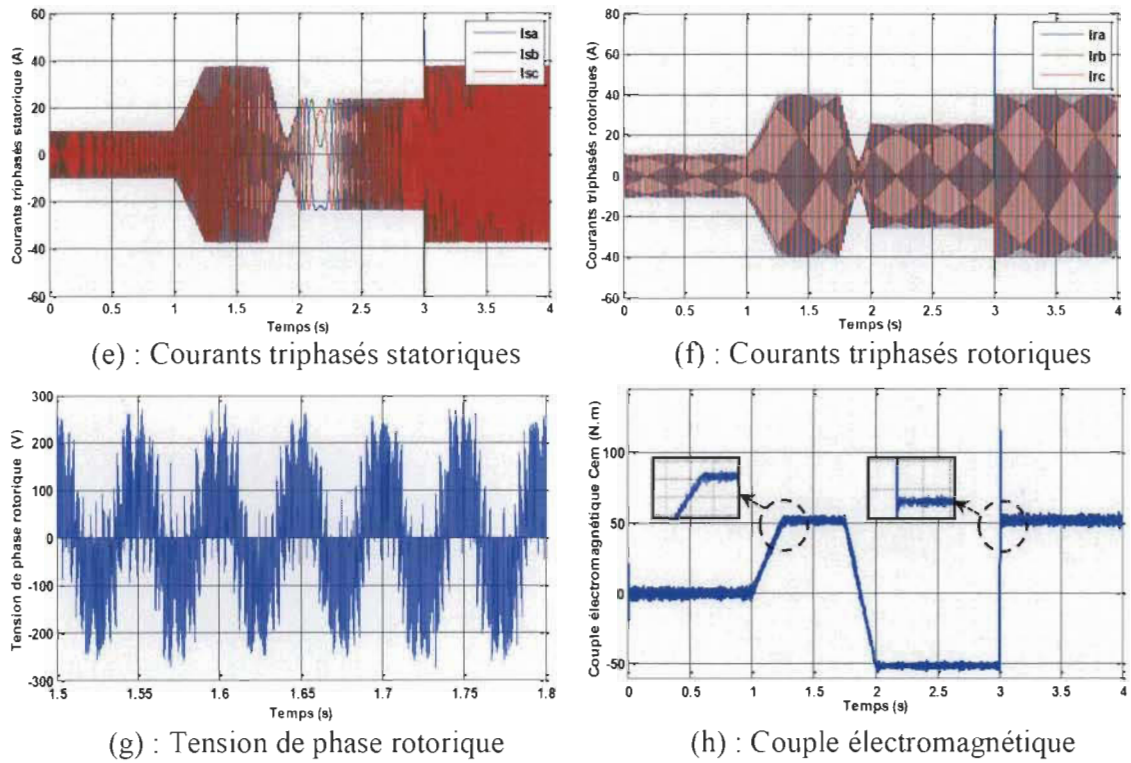 60
40
20
0
-20
-40
-60
0 0.5 1 1.5 2 2.5 3 3.5 4
Courants triphasés statorique (A)
Temps (s)
Isa
Isb
Isc
(e) : Courants triphasés statoriques
80
60
40
20
0
-20
-40
-60
0 0.5 1 1.5 2 2.5 3 3.5 4
Courants triphasés rotoriques (A)
Temps (s)
Ira
Irb
Irc
(f) : Courants triphasés rotoriques
300
200
100
0
-100
-200
-300
1.5 1.55 1.6 1.65 1.7 1.75 1.8
Tension de phase rotorique (V)
Temps (s)
(g) : Tension de phase rotorique
100
50
0
-50
0 0.5 1 1.5 2 2.5 3 3.5 4
Couple électromagnétique Cem (N.m)
Temps (s)
(h) : Couple électromagnétique